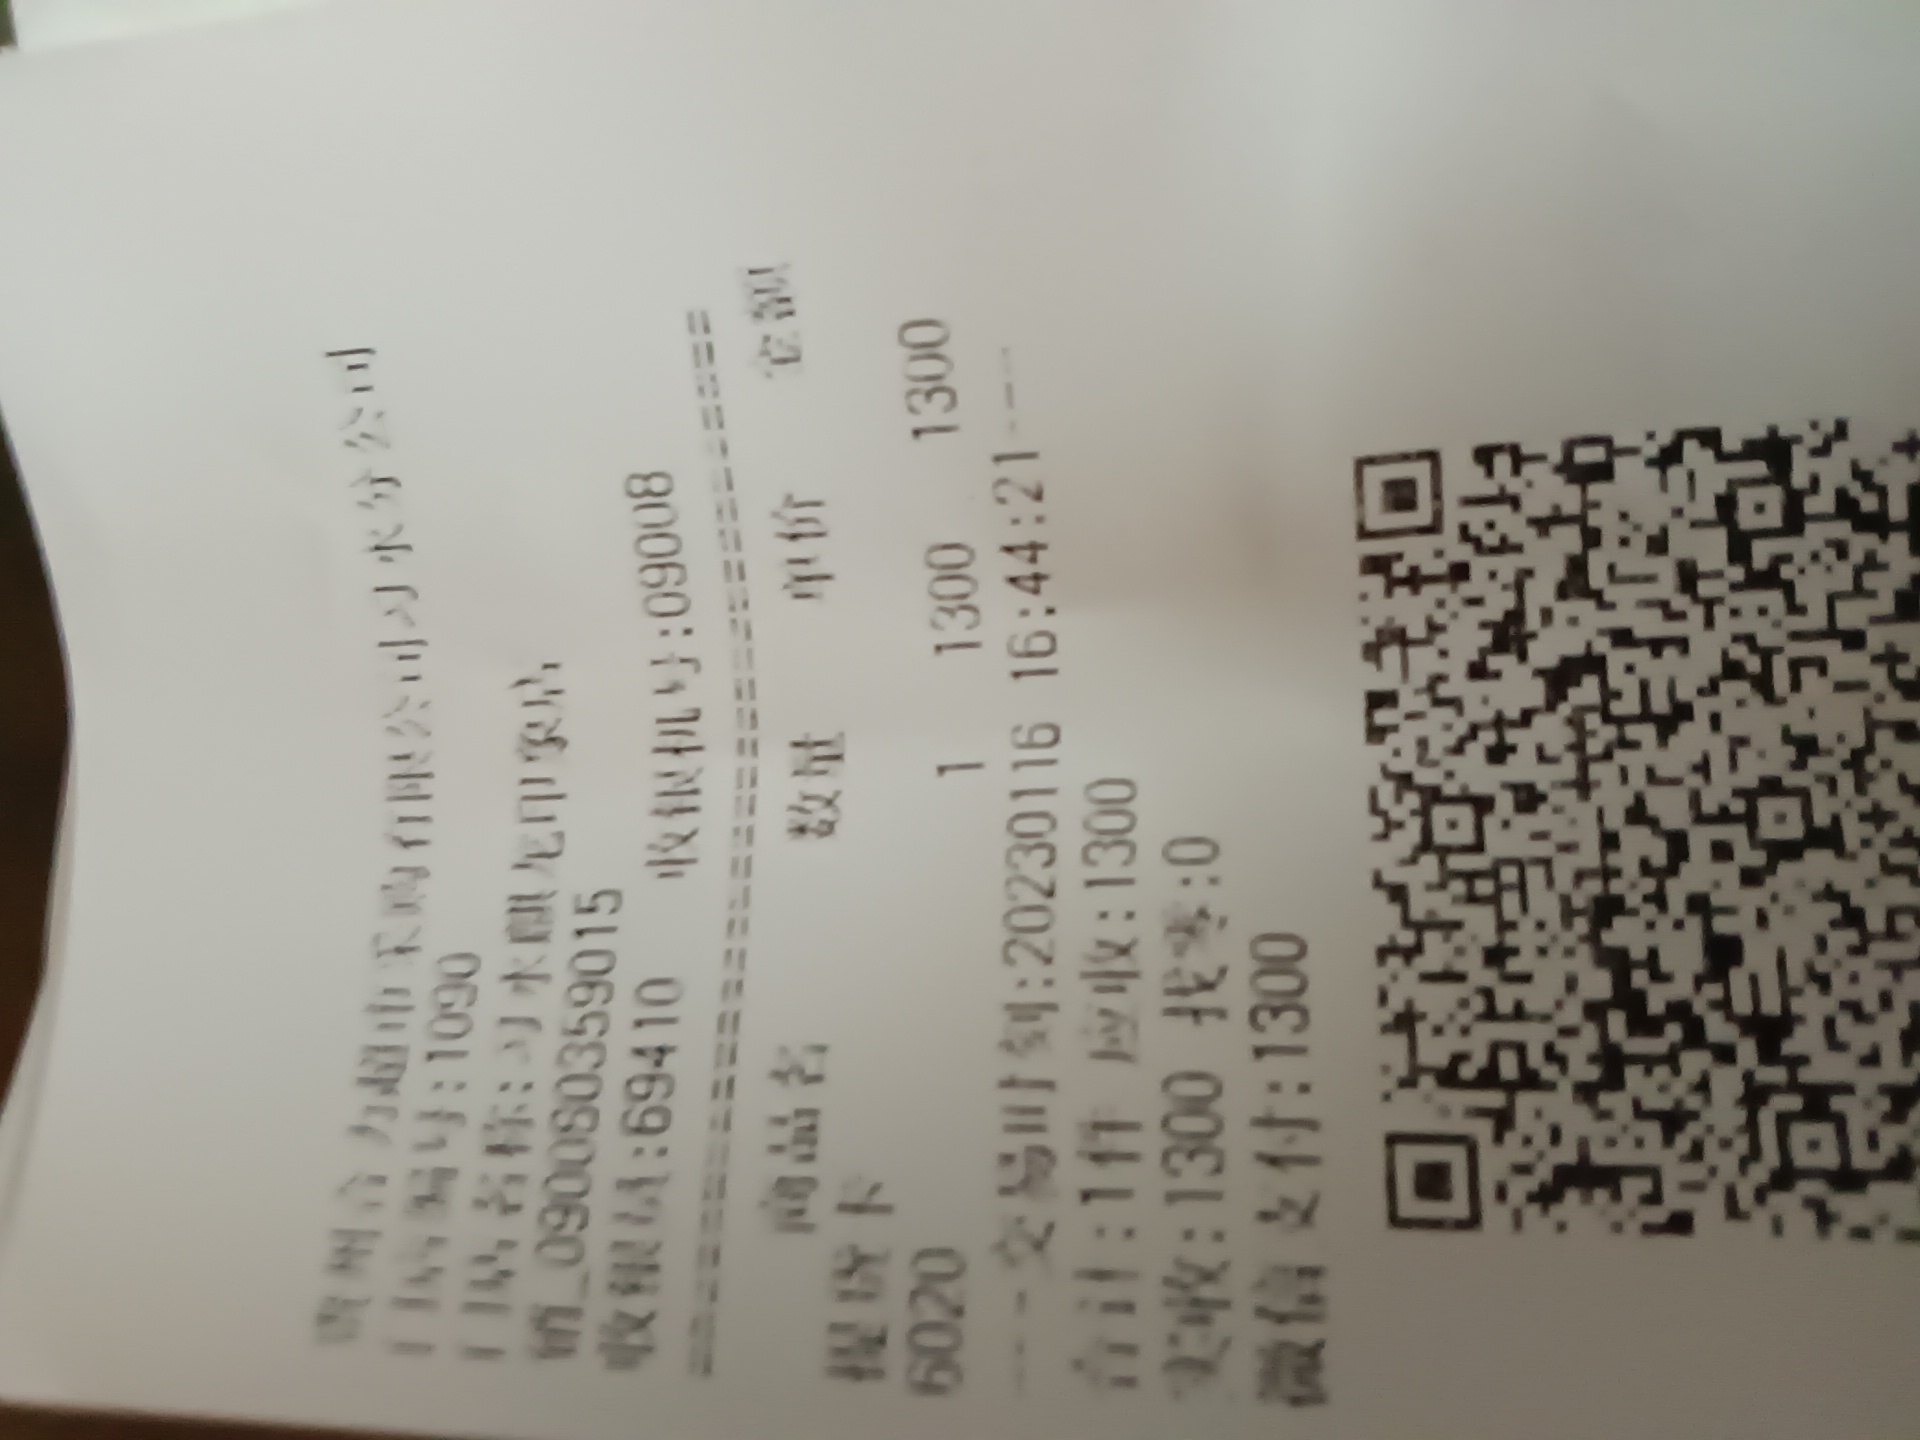 贵州合力超市采购有限公司习水分公司
门店编号:1090
门店名称:习水麒龙印象店
销_090080359015
收银员:69410 收银机号:09008
==============================
商品名 数量 单价 金额
提货卡
6020 1 1300 1300
----交易时刻:20230116 16:44:21----
合计:1件 应收:1300
实收:1300 找零:0
微信支付:1300